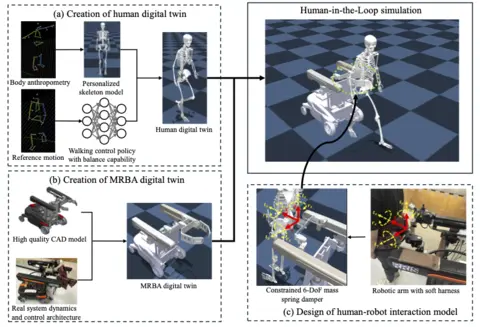 (a) Creation of human digital twin
Body anthropometry
Personalized
skeleton model
Reference motion
Walking control policy
with balance capability
Human digital twin
Human-in-the-Loop simulation
(b) Creation of MRBA digital twin
High quality CAD model
Real system dynamics
and control architecture
MRBA digital twin
Constrained 6-DoF mass
spring damper
Robotic arm with soft harness
(c) Design of human-robot interaction model